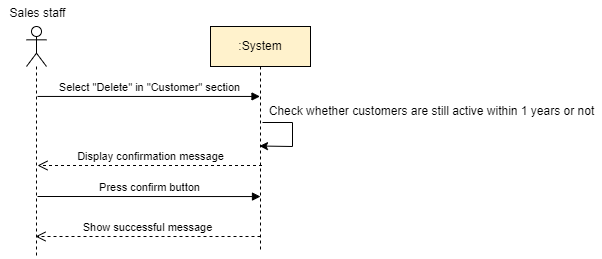 Sales staff
:System
Select "Delete" in "Customer" section
Check whether customers are still active within 1 years or not
Display confirmation message
Press confirm button
Show successful message